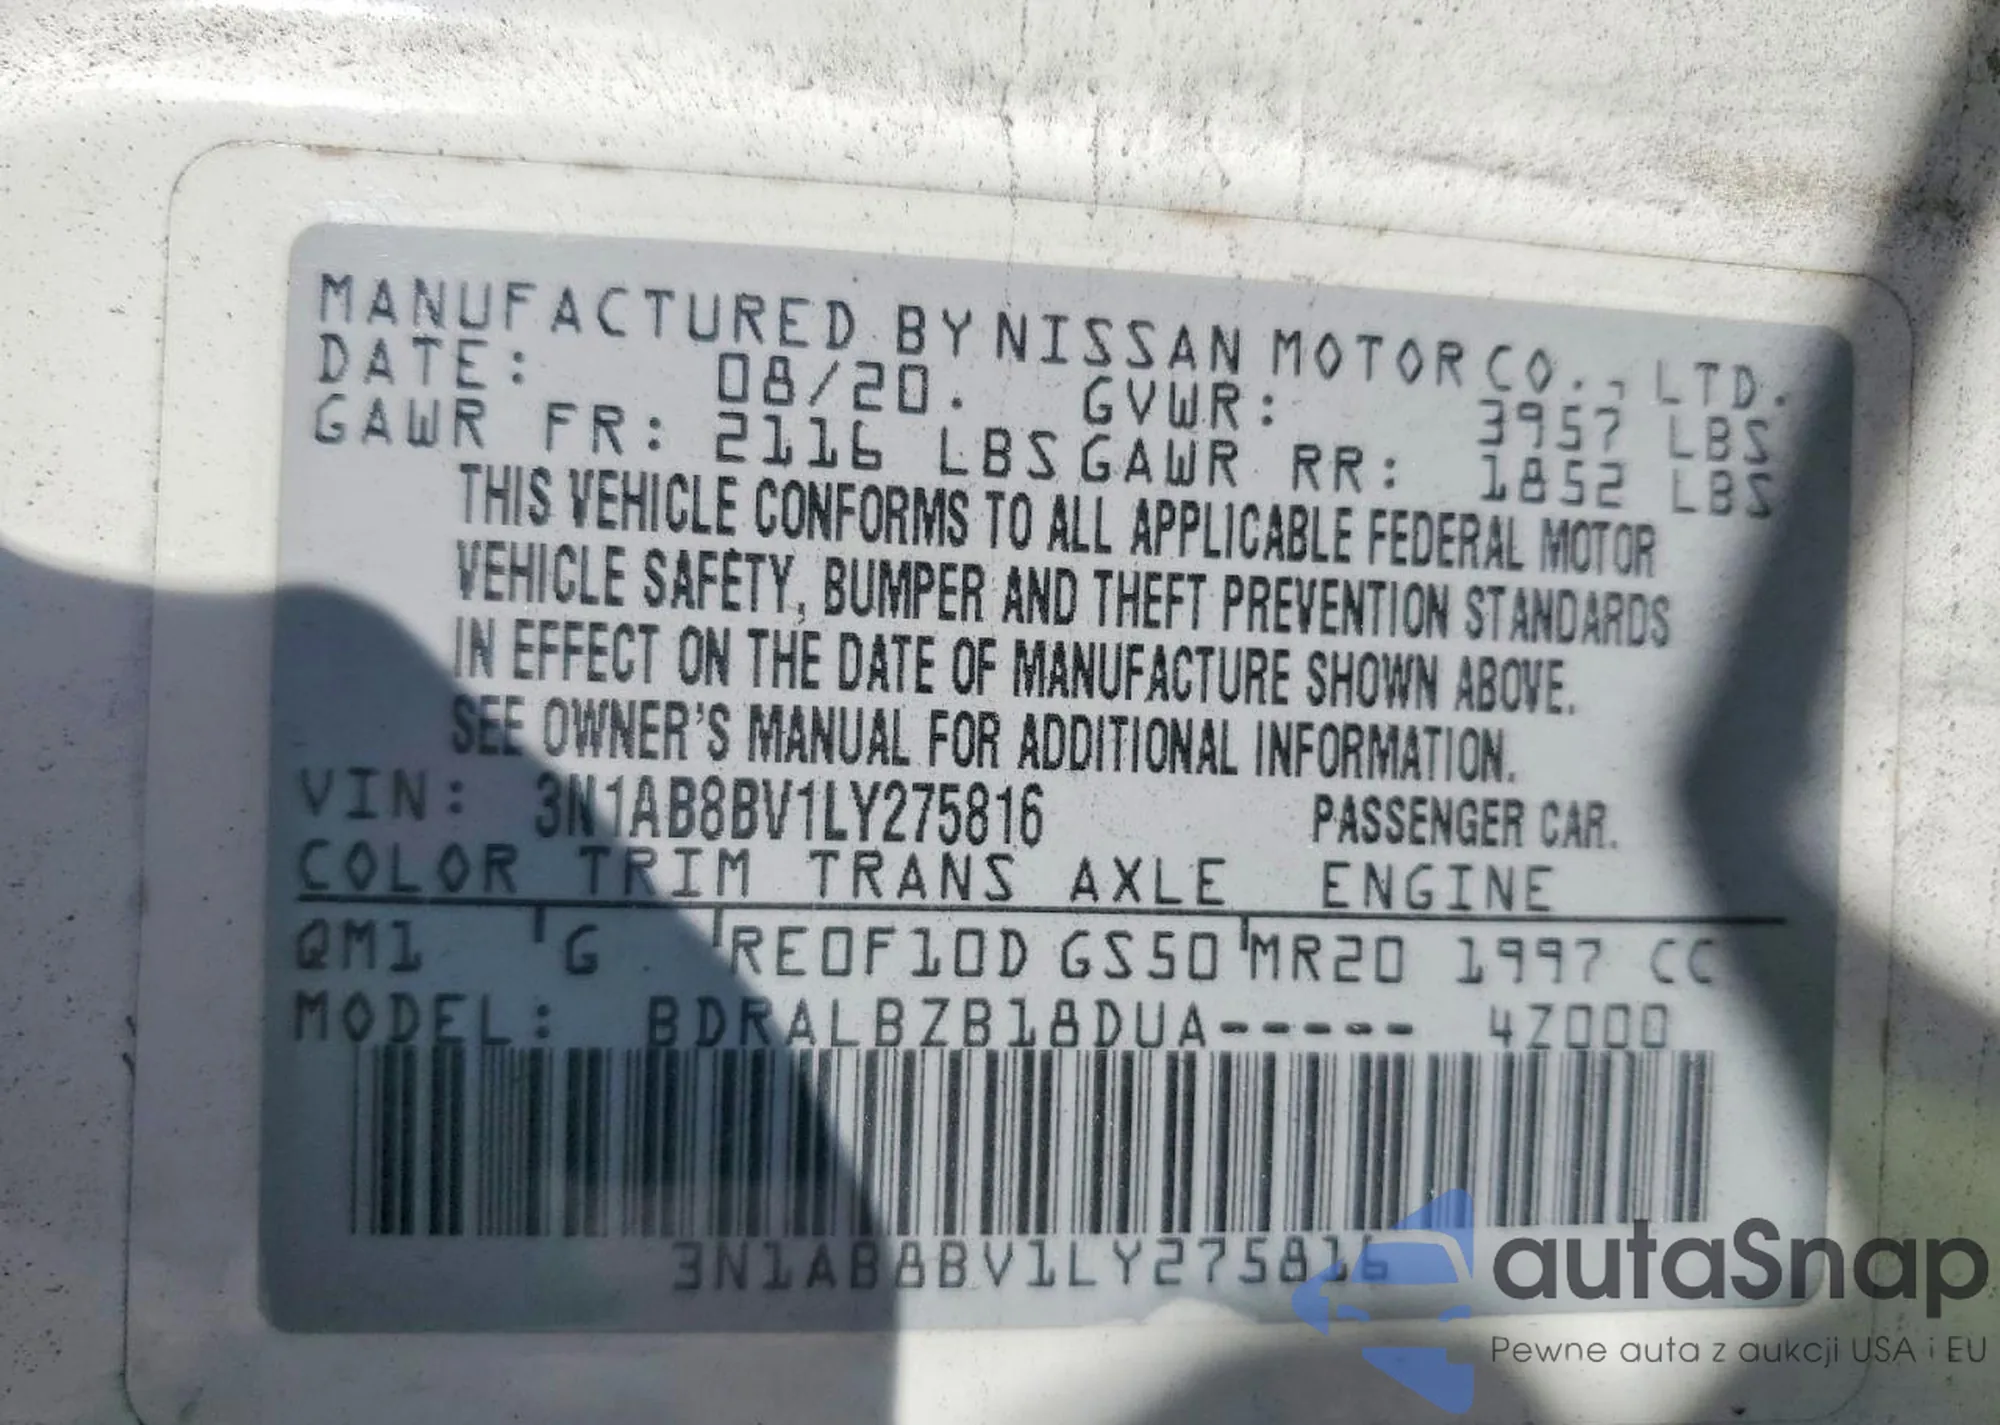 MANUFACTURED BY NISSAN MOTOR CO., LTD.
DATE: 08/20. GVWR: 3957 LBS
GAWR FR: 2116 LBS GAWR RR: 1852 LBS
THIS VEHICLE CONFORMS TO ALL APPLICABLE FEDERAL MOTOR
VEHICLE SAFETY, BUMPER AND THEFT PREVENTION STANDARDS
IN EFFECT ON THE DATE OF MANUFACTURE SHOWN ABOVE.
SEE OWNER'S MANUAL FOR ADDITIONAL INFORMATION.
VIN: 3N1AB8BV1LY275816 PASSENGER CAR.
COLOR TRIM TRANS AXLE ENGINE
QM1 G RE0F10D GS50 MR20 1997 CC
MODEL: BDRALBZB18DUA----- 4Z000
3N1AB8BV1LY275816
autaSnap
Pewne auta z aukcji USA i EU